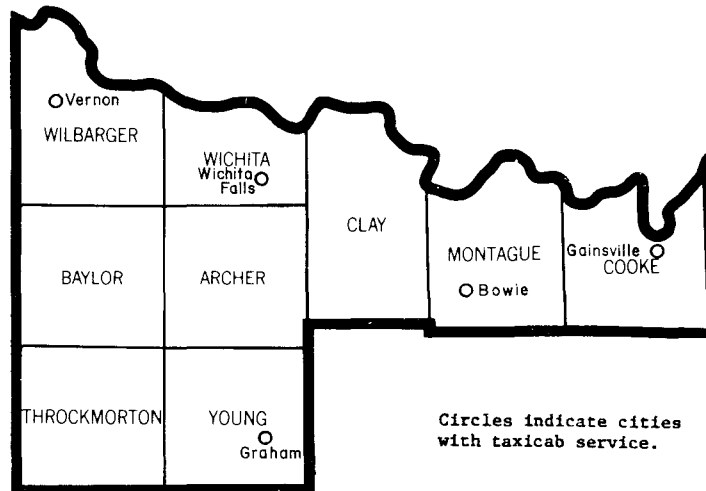 Vernon
WILBARGER
WICHITA
Wichita
Falls
CLAY
MONTAGUE
Gainsville
COOKE
BAYLOR
ARCHER
Bowie
THROCKMORTON
YOUNG
Graham
Circles indicate cities
with taxicab service.